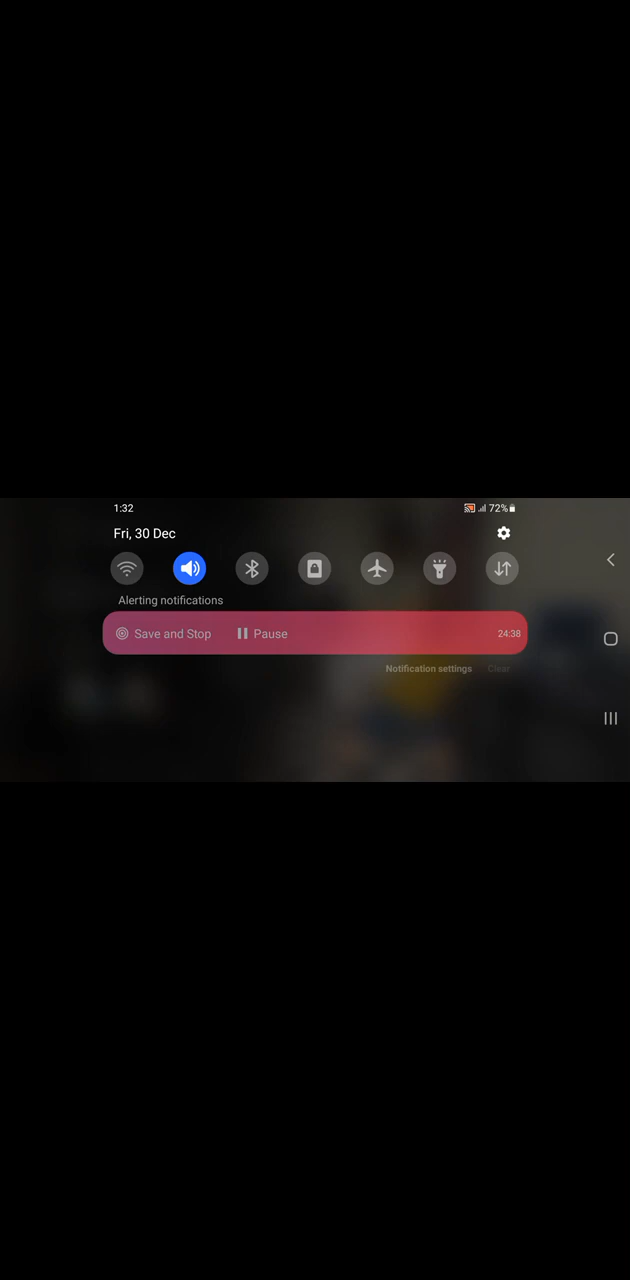 1:32 72%
Fri, 30 Dec
Alerting notifications
Save and Stop Pause 24:38
Notification settings Clear